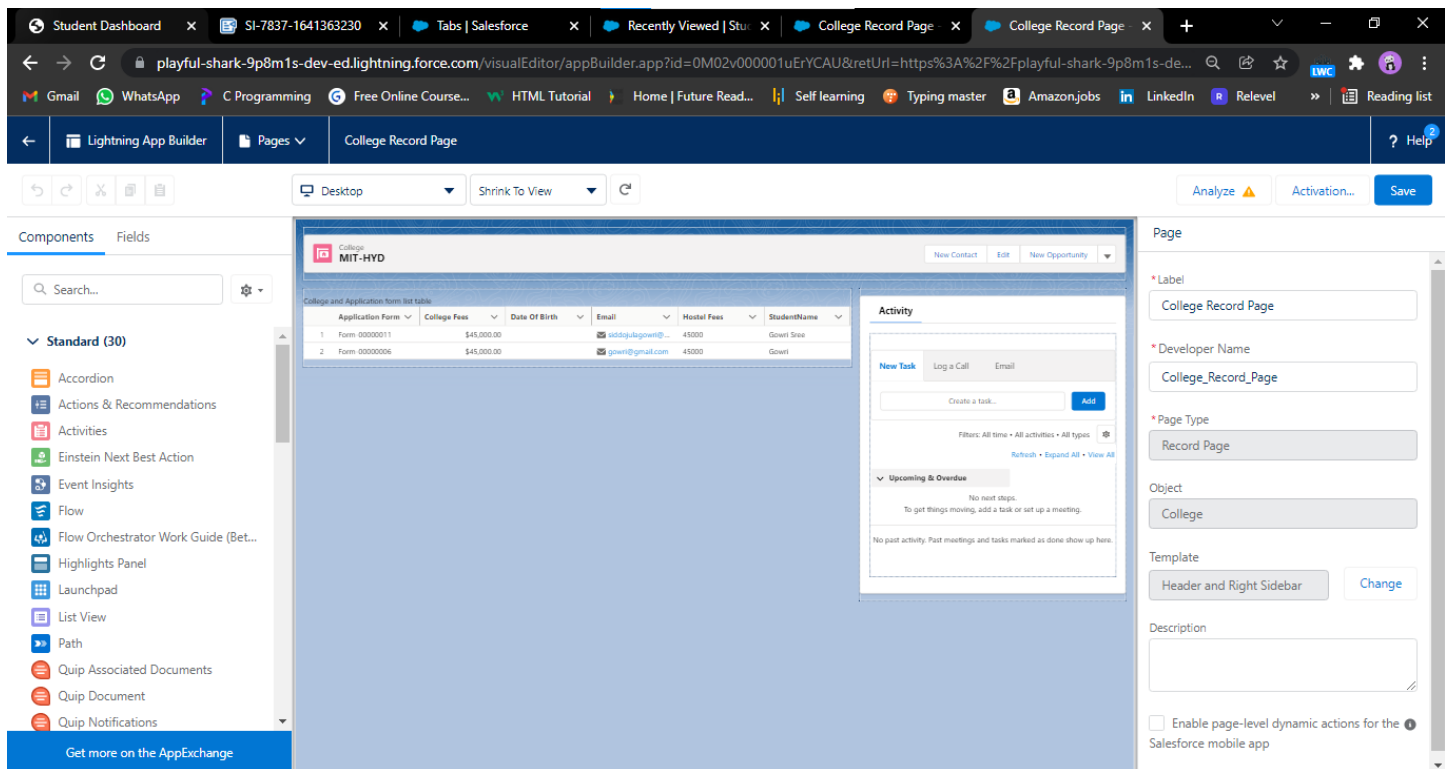 Student Dashboard
SI-7837-1641363230
Tabs | Salesforce
Recently Viewed | Stuc
College Record Page -
College Record Page -
playful-shark-9p8m1s-dev-ed.lightning.force.com/visualEditor/appBuilder.app?id=0M02v000001uErYCAU&retUrl=https%3A%2F%2Fplayful-shark-9p8m1s-de...
LWC
Gmail WhatsApp C Programming Free Online Course... HTML Tutorial Home | Future Read... Self learning Typing master Amazon.jobs LinkedIn Relevel » Reading list
Lightning App Builder Pages College Record Page ? Help 2
Desktop Shrink To View Analyze Activation... Save
Components Fields
Search...
Standard (30)
Accordion
Actions & Recommendations
Activities
Einstein Next Best Action
Event Insights
Flow
Flow Orchestrator Work Guide (Bet...
Highlights Panel
Launchpad
List View
Path
Quip Associated Documents
Quip Document
Quip Notifications
Get more on the AppExchange
College
MIT-HYD
New Contact Edit New Opportunity
College and Application form list table
Application Form College Fees Date Of Birth Email Hostel Fees StudentName
1 Form-00000011 $45,000.00 siddojulagowri@... 45000 Gowri Sree
2 Form-00000006 $45,000.00 gowri@gmail.com 45000 Gowri
Activity
New Task Log a Call Email
Create a task... Add
Filters: All time • All activities • All types
Refresh • Expand All • View All
Upcoming & Overdue
No next steps.
To get things moving, add a task or set up a meeting.
No past activity. Past meetings and tasks marked as done show up here.
Page
*Label
College Record Page
*Developer Name
College_Record_Page
*Page Type
Record Page
Object
College
Template
Header and Right Sidebar Change
Description
Enable page-level dynamic actions for the
Salesforce mobile app